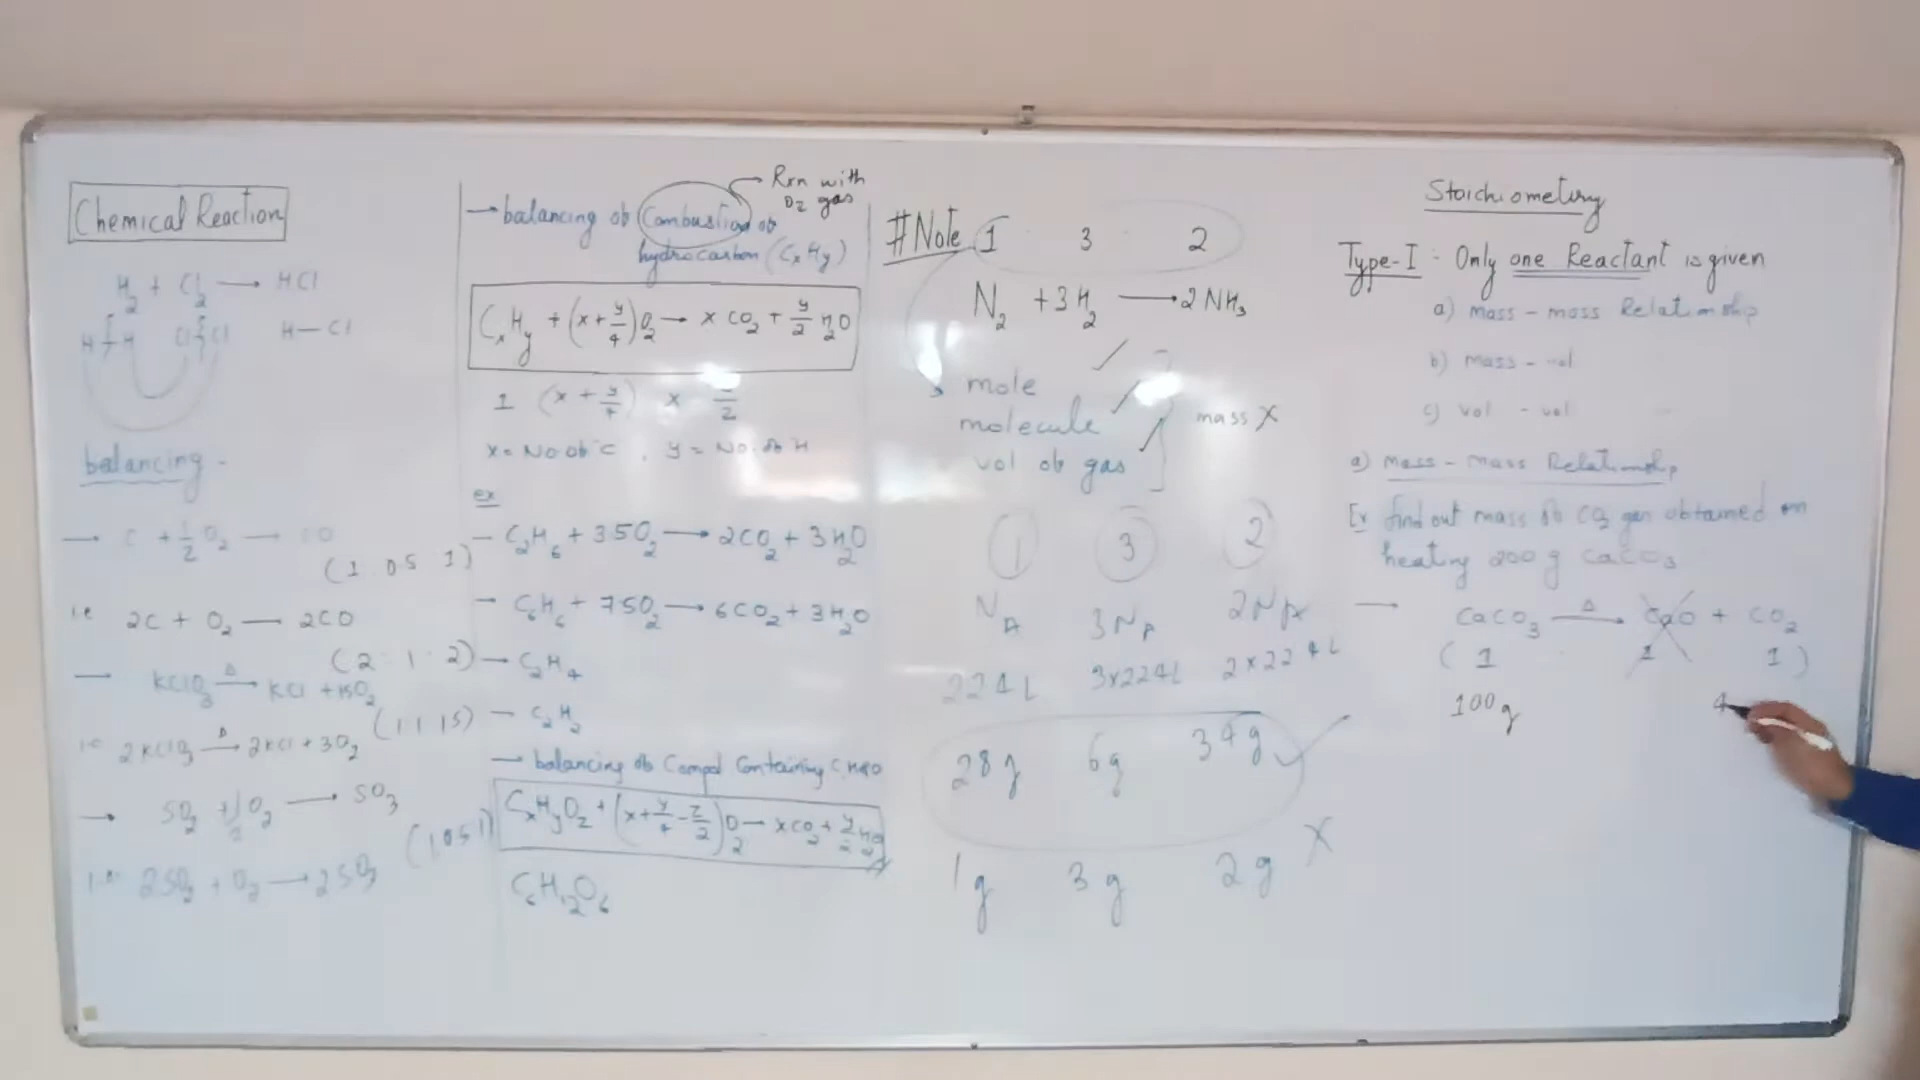 Chemical Reaction
H2 + Cl2 → HCl
H-H Cl-Cl H-Cl
balancing -
→ C + 1/2 O2 → CO
(1 0.5 1)
i.e 2C + O2 → 2CO
(2 : 1 : 2)
→ KClO3 —Δ→ KCl + 1.5O2
(1 1 1.5)
i.e 2KClO3 —Δ→ 2KCl + 3O2
→ SO2 + 1/2 O2 → SO3
(1 0.5 1)
i.e 2SO2 + O2 → 2SO3
→ balancing of Combustion of
hydrocarbon (CxHy)
→ Rxn with
O2 gas
CxHy + (x + y/4) O2 → x CO2 + y/2 H2O
1 (x + y/4) x y/2
x = No of C , y = No. of H
ex
- C2H6 + 3.5O2 → 2CO2 + 3H2O
- C6H6 + 7.5O2 → 6CO2 + 3H2O
- C2H4
- C2H2
→ balancing of Compd Containing C, H & O
CxHyOz + (x + y/4 - z/2) O2 → x CO2 + y/2 H2O
C6H12O6
#Note 1 3 2
N2 + 3H2 → 2NH3
mole
molecule
vol of gas
mass X
1 3 2
NA 3NA 2NA
22.4L 3x22.4L 2x22.4L
28g 6g 34g
1g 3g 2g X
Stoichiometry
Type-I : Only one Reactant is given
a) mass - mass Relationship
b) mass - vol
c) vol - vol
a) mass - mass Relationship
Ex find out mass of CO2 gas obtained on
heating 200 g CaCO3
→ CaCO3 —Δ→ CaO + CO2
( 1 1 1 )
100g 4